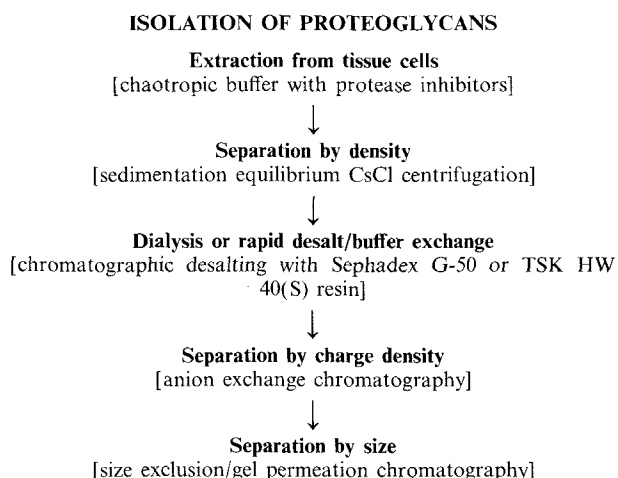 ISOLATION OF PROTEOGLYCANS
Extraction from tissue cells
[chaotropic buffer with protease inhibitors]
↓
Separation by density
[sedimentation equilibrium CsCl centrifugation]
↓
Dialysis or rapid desalt/buffer exchange
[chromatographic desalting with Sephadex G-50 or TSK HW
40(S) resin]
↓
Separation by charge density
[anion exchange chromatography]
↓
Separation by size
[size exclusion/gel permeation chromatography]